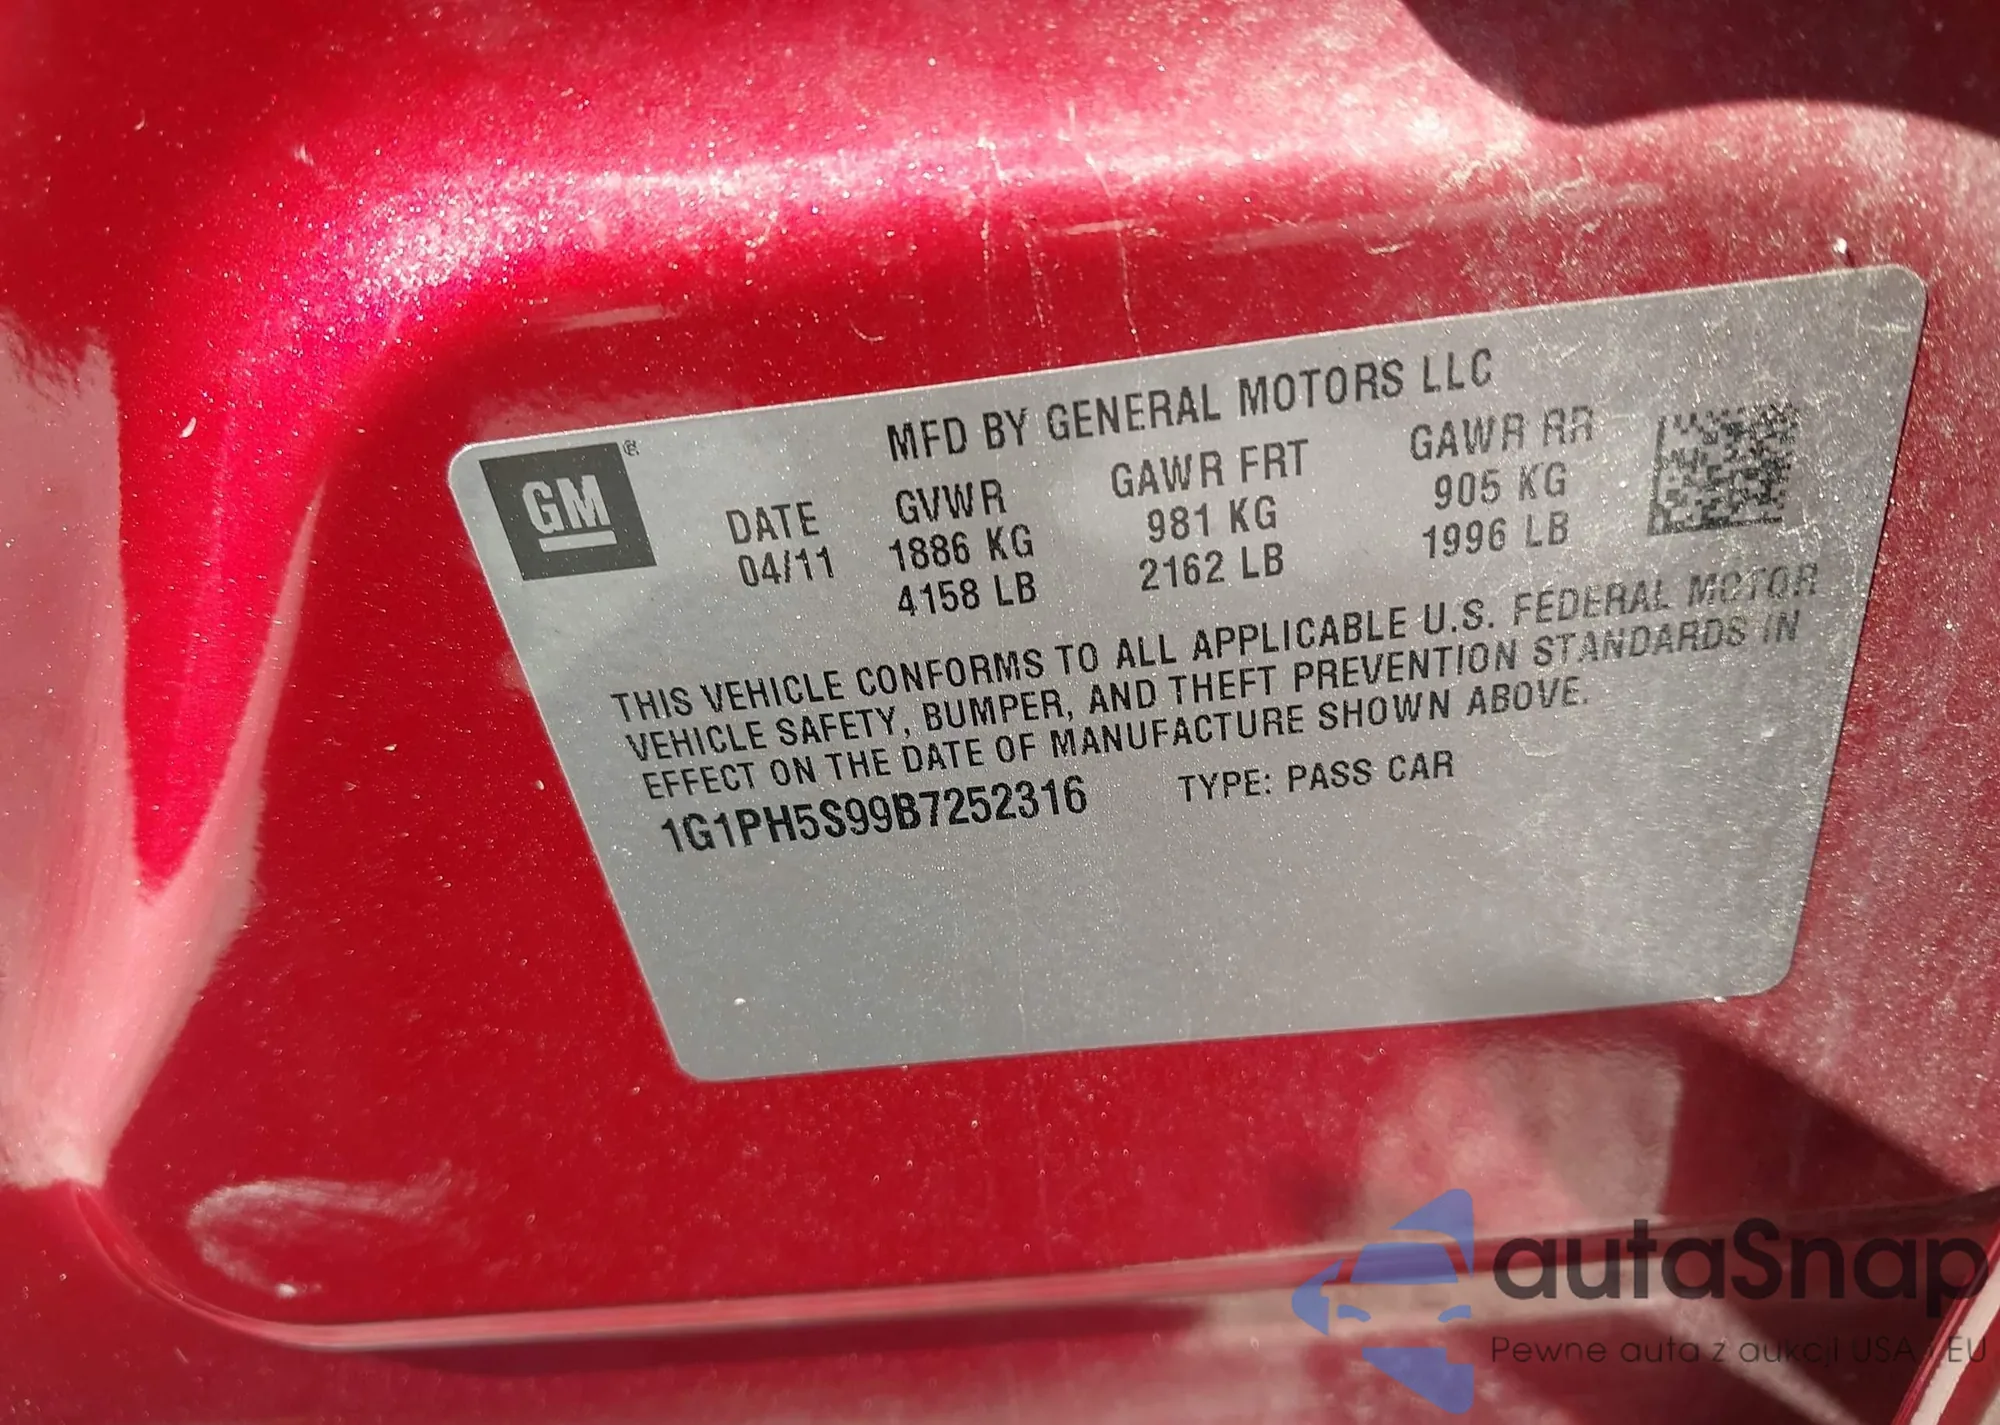 MFD BY GENERAL MOTORS LLC
GM ®
DATE GVWR GAWR FRT GAWR RR
04/11 1886 KG 981 KG 905 KG
4158 LB 2162 LB 1996 LB
THIS VEHICLE CONFORMS TO ALL APPLICABLE U.S. FEDERAL MOTOR
VEHICLE SAFETY, BUMPER, AND THEFT PREVENTION STANDARDS IN
EFFECT ON THE DATE OF MANUFACTURE SHOWN ABOVE.
1G1PH5S99B7252316 TYPE: PASS CAR
autaSnap
Pewne auta z aukcji USA i EU